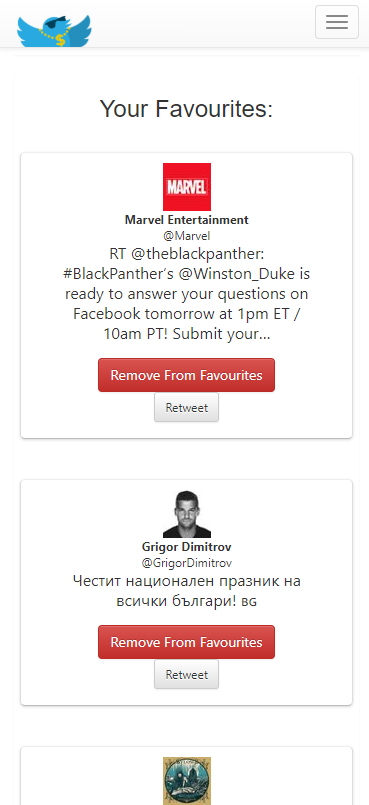 Your Favourites:
MARVEL
Marvel Entertainment
@Marvel
RT @theblackpanther:
#BlackPanther's @Winston_Duke is
ready to answer your questions on
Facebook tomorrow at 1pm ET /
10am PT! Submit your…
Remove From Favourites
Retweet
Grigor Dimitrov
@GrigorDimitrov
Честит национален празник на
всички българи! BG
Remove From Favourites
Retweet